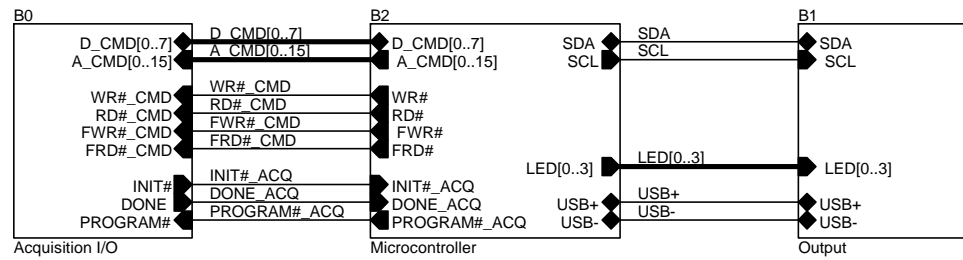 B0 B2 B1
D_CMD[0..7] D_CMD[0..7] D_CMD[0..7] SDA SDA SDA
A_CMD[0..15] A_CMD[0..15] A_CMD[0..15] SCL SCL SCL
WR#_CMD WR#_CMD WR#
RD#_CMD RD#_CMD RD#
FWR#_CMD FWR#_CMD FWR#
FRD#_CMD FRD#_CMD FRD#
LED[0..3] LED[0..3] LED[0..3]
INIT# INIT#_ACQ INIT#_ACQ
DONE DONE_ACQ DONE_ACQ USB+ USB+ USB+
PROGRAM# PROGRAM#_ACQ PROGRAM#_ACQ USB- USB- USB-
Acquisition I/O Microcontroller Output